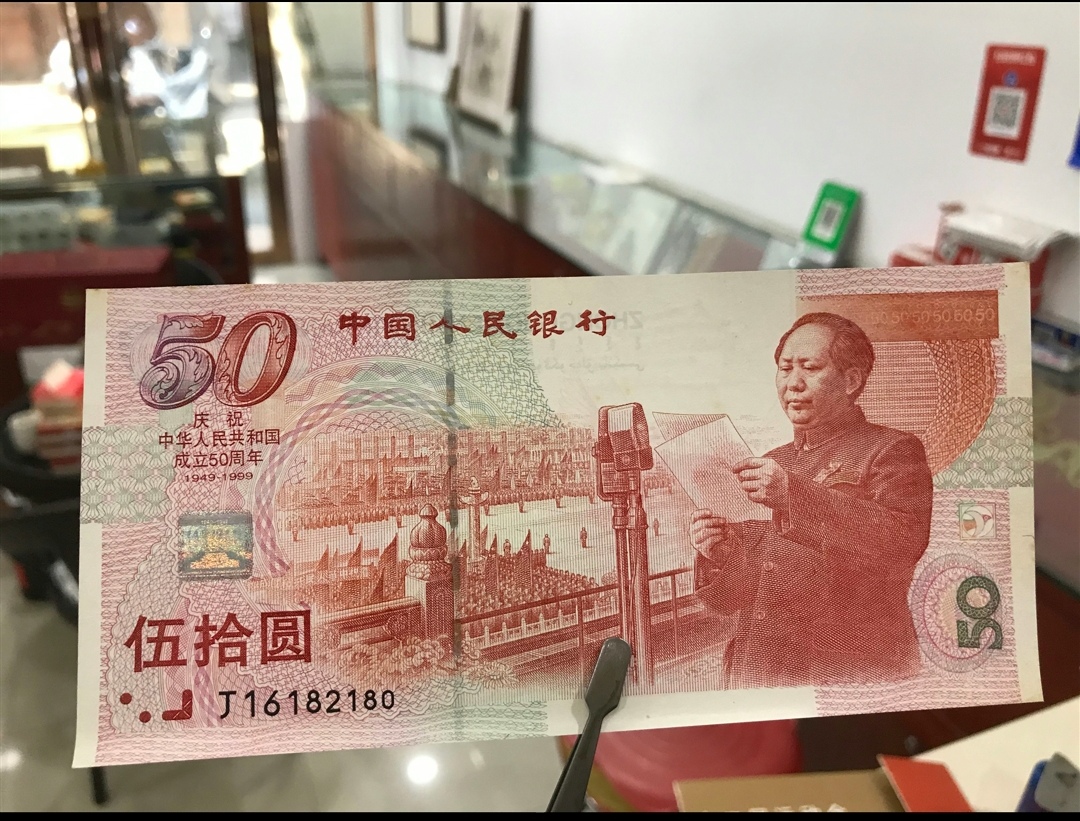 50
中国人民银行
庆祝
中华人民共和国
成立50周年
1949-1999
伍拾圆
J16182180
50